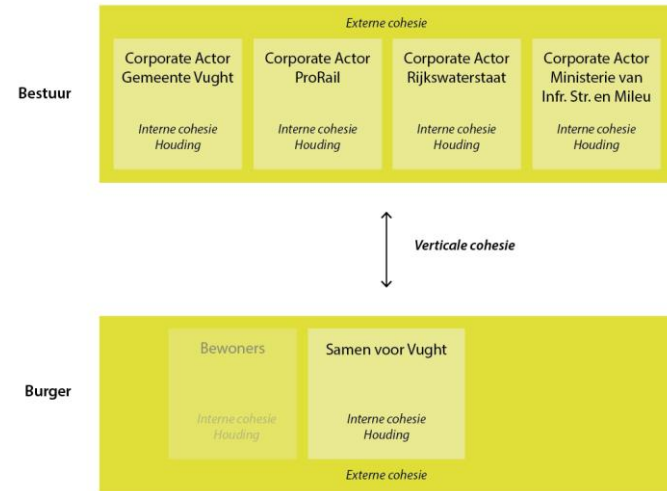 Externe cohesie
Corporate Actor
Gemeente Vught
Interne cohesie
Houding
Corporate Actor
ProRail
Interne cohesie
Houding
Corporate Actor
Rijkswaterstaat
Interne cohesie
Houding
Corporate Actor
Ministerie van
Infr. Str. en Mileu
Interne cohesie
Houding
Bestuur
Verticale cohesie
Burger
Bewoners
Interne cohesie
Houding
Samen voor Vught
Interne cohesie
Houding
Externe cohesie